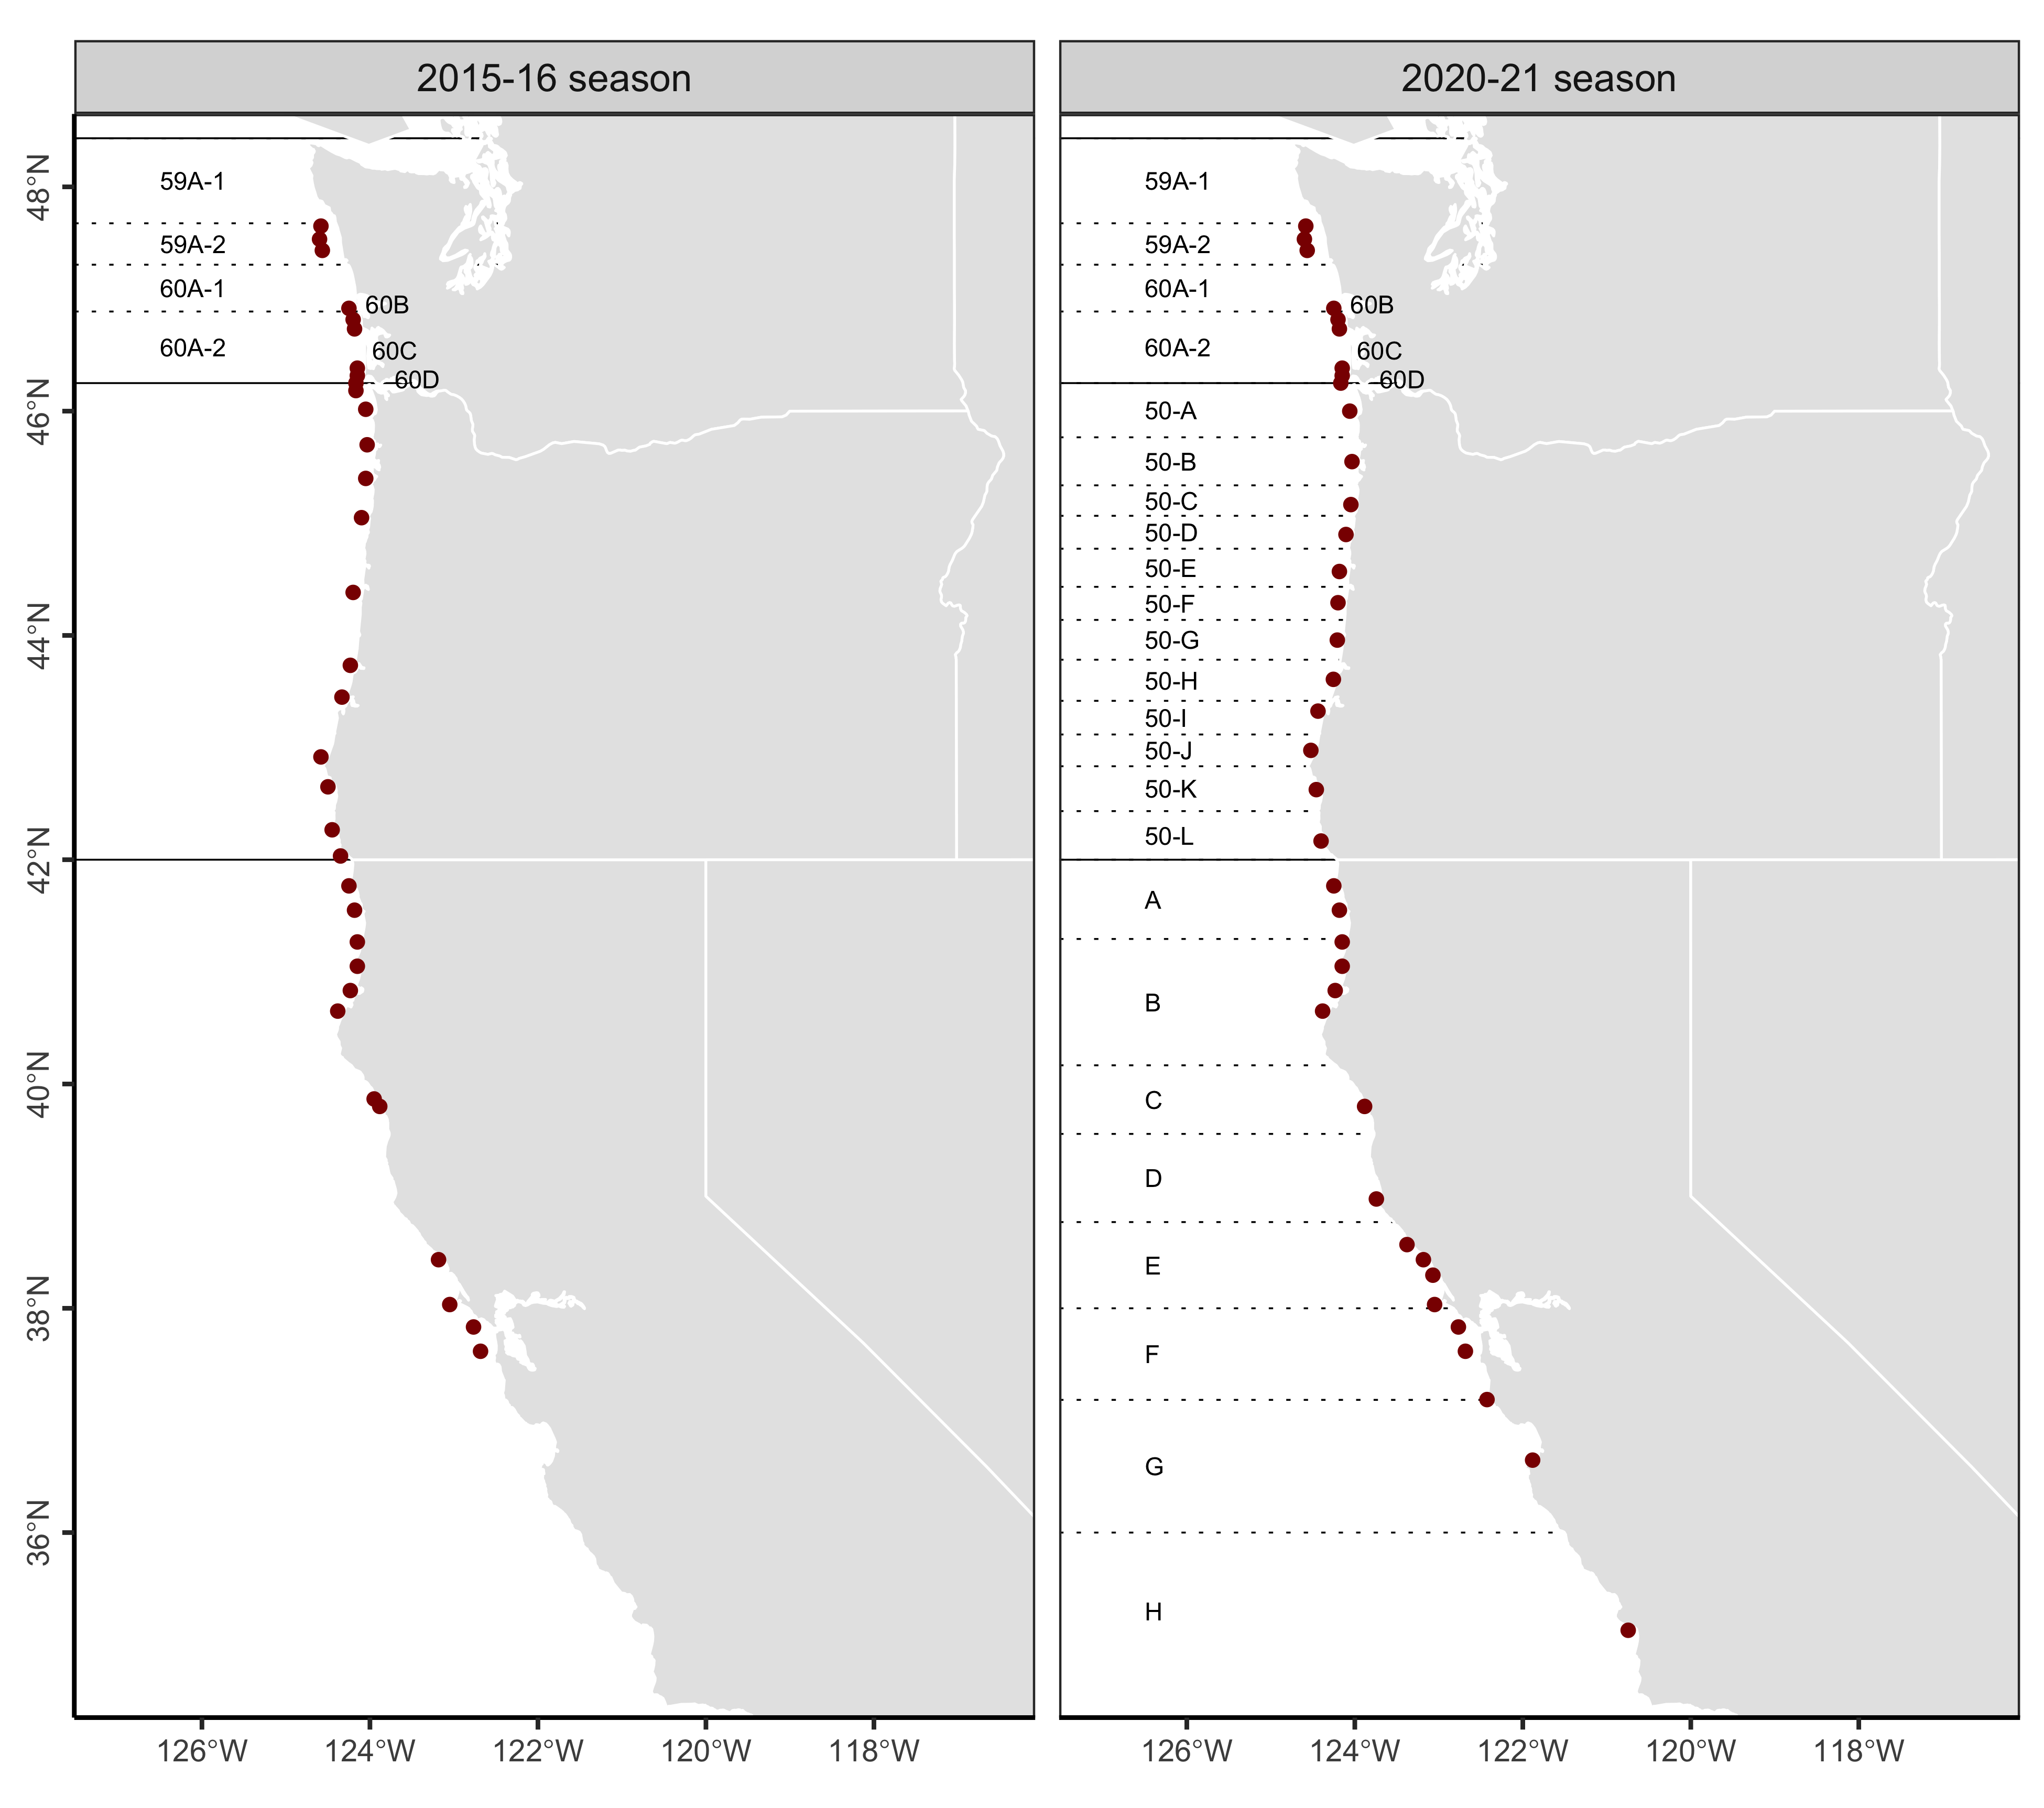 2015-16 season
2020-21 season
48°N
46°N
44°N
42°N
40°N
38°N
36°N
59A-1
59A-2
60A-1
60B
60A-2
60C
60D
59A-1
59A-2
60A-1
60B
60A-2
60C
60D
50-A
50-B
50-C
50-D
50-E
50-F
50-G
50-H
50-I
50-J
50-K
50-L
A
B
C
D
E
F
G
H
126°W 124°W 122°W 120°W 118°W
126°W 124°W 122°W 120°W 118°W